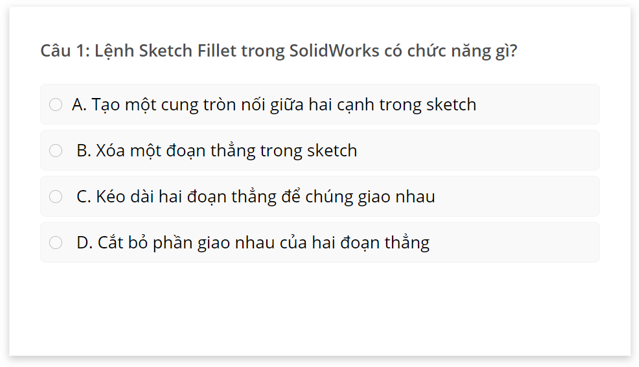 Câu 1: Lệnh Sketch Fillet trong SolidWorks có chức năng gì?
A. Tạo một cung tròn nối giữa hai cạnh trong sketch
B. Xóa một đoạn thẳng trong sketch
C. Kéo dài hai đoạn thẳng để chúng giao nhau
D. Cắt bỏ phần giao nhau của hai đoạn thẳng